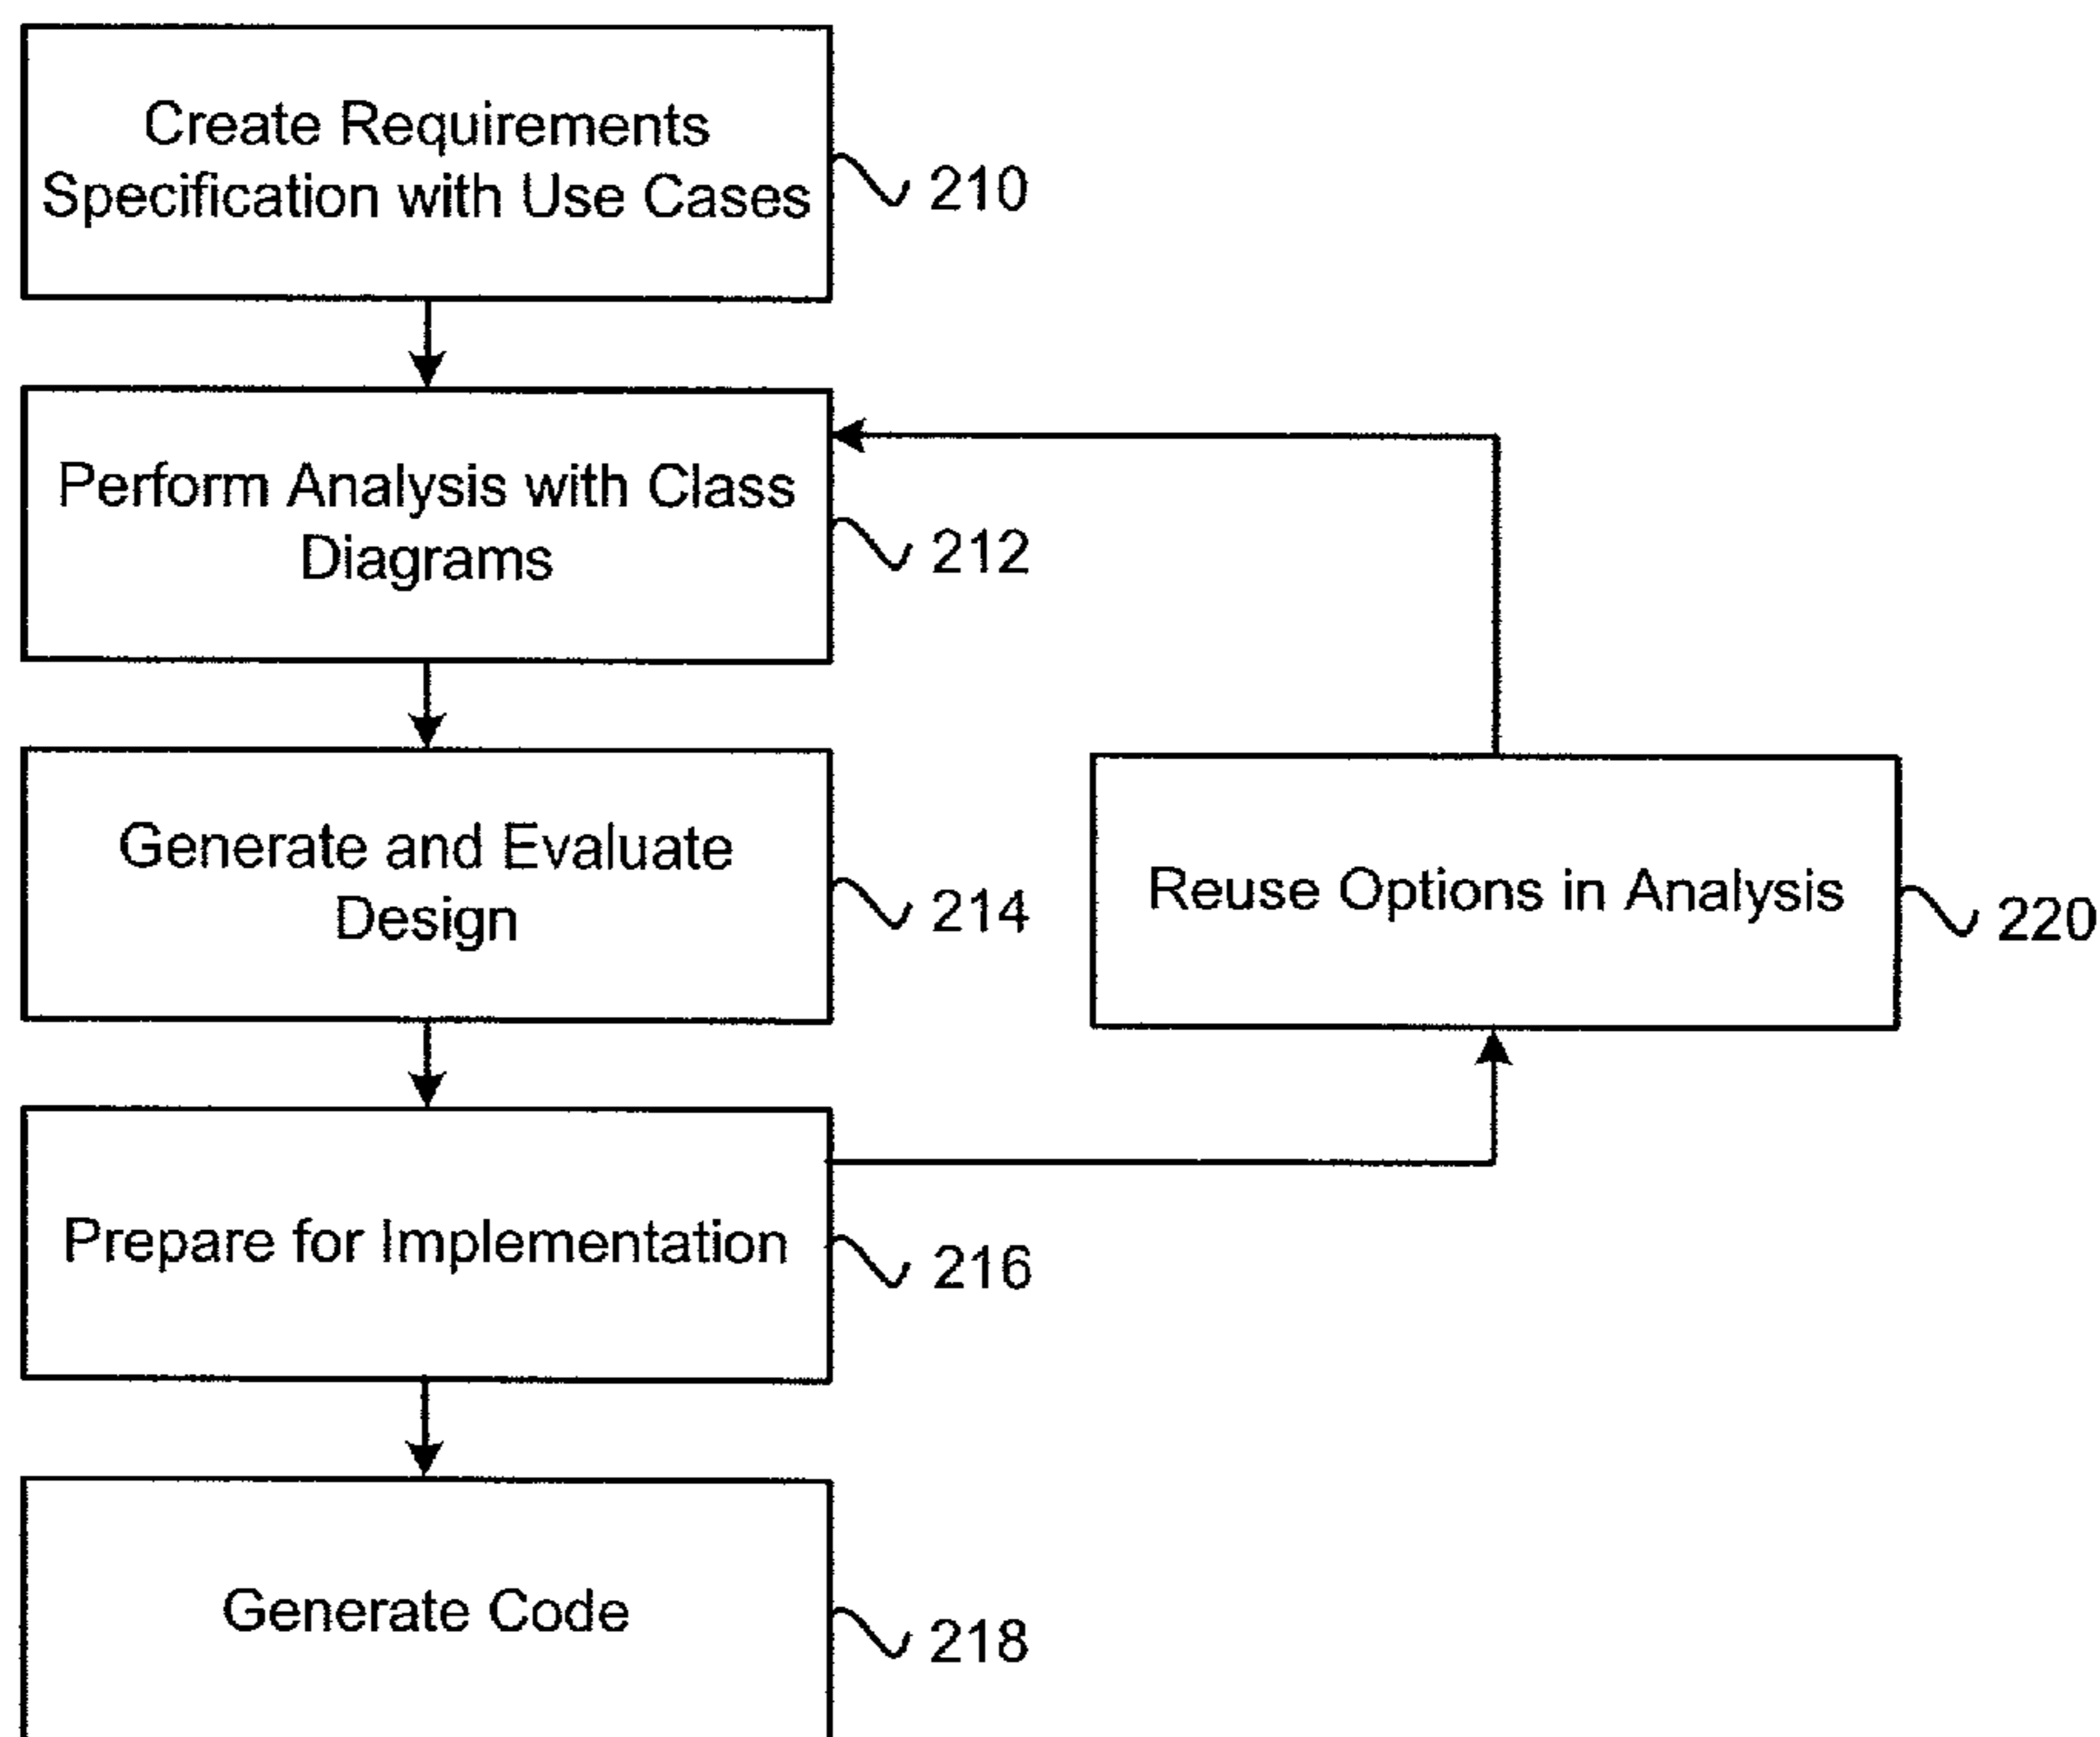 Create Requirements
Specification with Use Cases
210
Perform Analysis with Class
Diagrams
212
Generate and Evaluate
Design
214
Reuse Options in Analysis
220
Prepare for Implementation
216
Generate Code
218